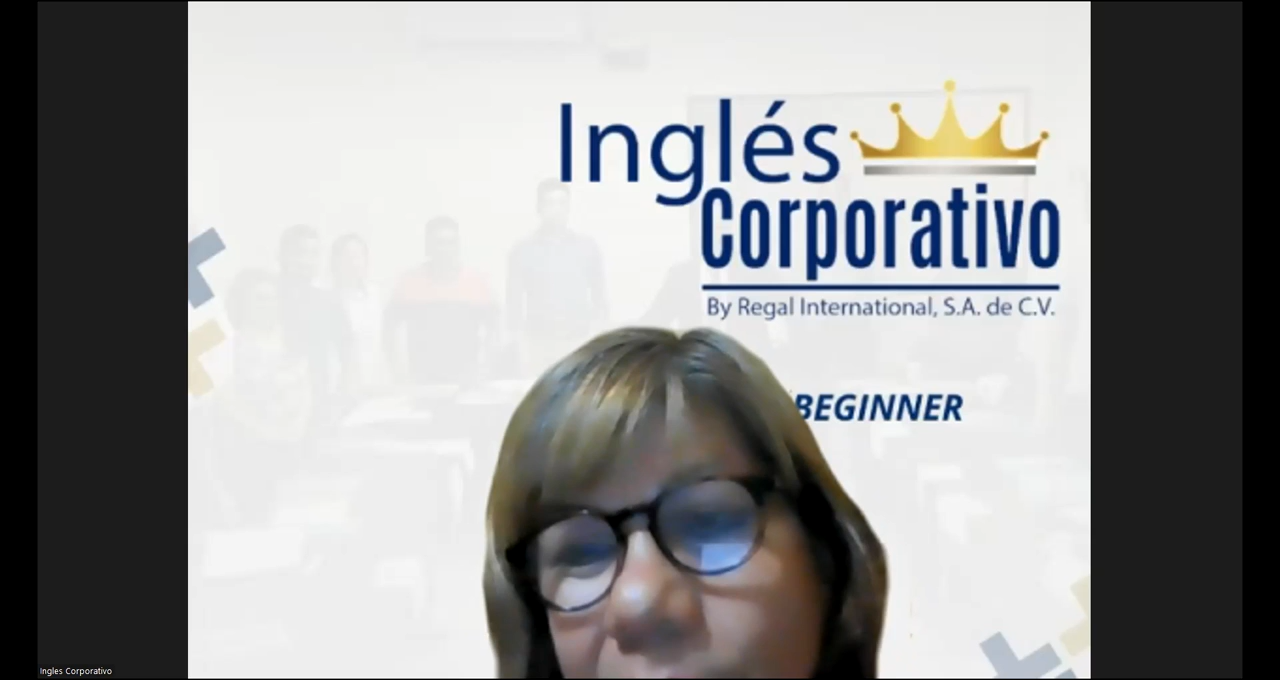 Inglés
Corporativo
By Regal International, S.A. de C.V.
BEGINNER
Ingles Corporativo